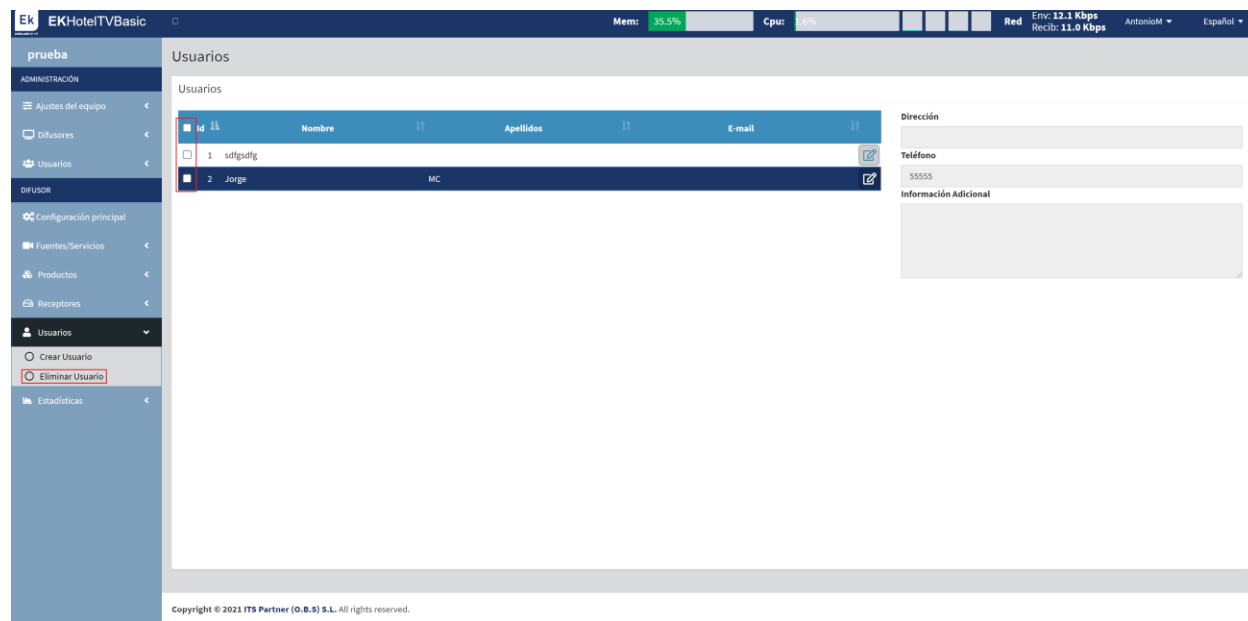 Ek EKHotelTVBasic Mem: 35.5% Cpu: 1.6% Red Env: 12.1 Kbps AntonioM Español
Recib: 11.0 Kbps
prueba
ADMINISTRACIÓN
Ajustes del equipo
Difusores
Usuarios
DIFUSOR
Configuración principal
Fuentes/Servicios
Productos
Receptores
Usuarios
Crear Usuario
Eliminar Usuario
Estadísticas
Usuarios
Usuarios
Id Nombre Apellidos E-mail
1 sdfgsdfg
2 Jorge MC
Dirección
Teléfono
55555
Información Adicional
Copyright © 2021 ITS Partner (O.B.S) S.L. All rights reserved.